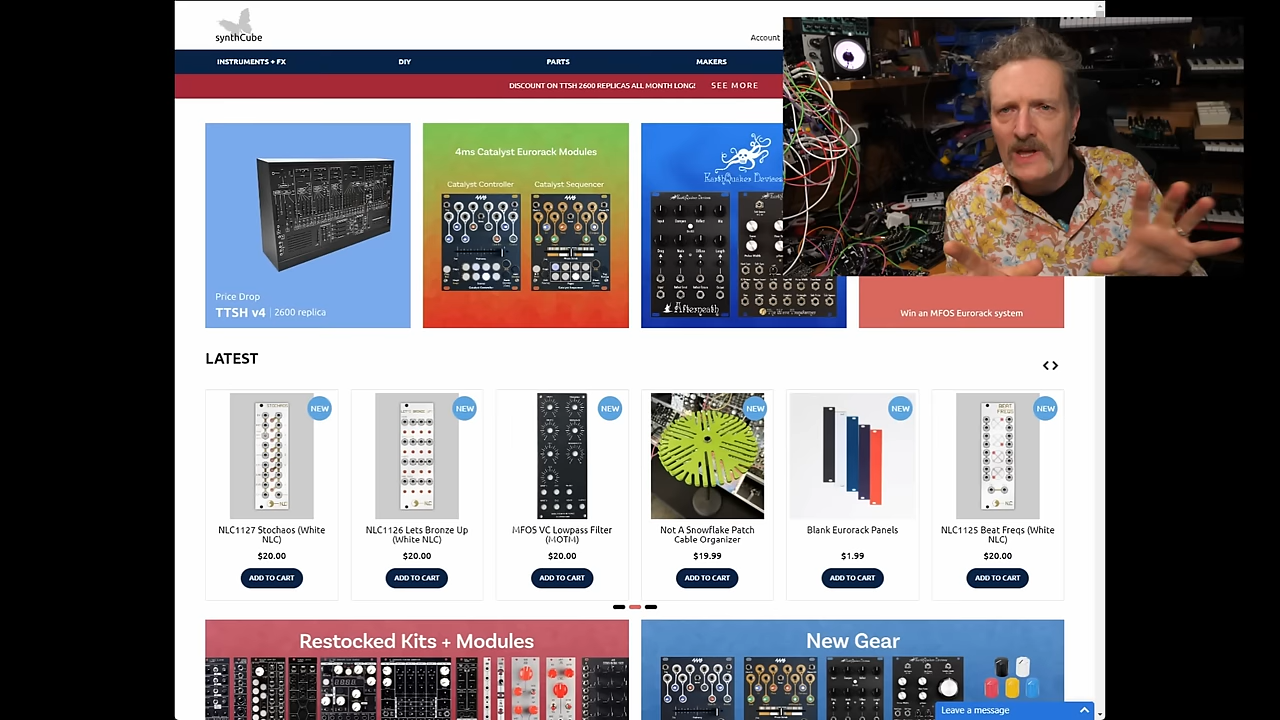 synthCube
Account
INSTRUMENTS + FX
DIY
PARTS
MAKERS
DISCOUNT ON TTSH 2600 REPLICAS ALL MONTH LONG!
SEE MORE
Price Drop
TTSH v4 | 2600 replica
4ms Catalyst Eurorack Modules
Catalyst Controller
Catalyst Sequencer
EarthQuaker Devices
Afterneath
Win an MFOS Eurorack system
LATEST
NEW
NEW
NEW
NEW
NEW
NEW
NLC1127 Stochaos (White
NLC)
$20.00
ADD TO CART
NLC1126 Lets Bronze Up
(White NLC)
$20.00
ADD TO CART
MFOS VC Lowpass Filter
(MOTM)
$20.00
ADD TO CART
Not A Snowflake Patch
Cable Organizer
$19.99
ADD TO CART
Blank Eurorack Panels
$1.99
ADD TO CART
NLC1125 Beat Freqs (White
NLC)
$20.00
ADD TO CART
Restocked Kits + Modules
New Gear
Leave a message